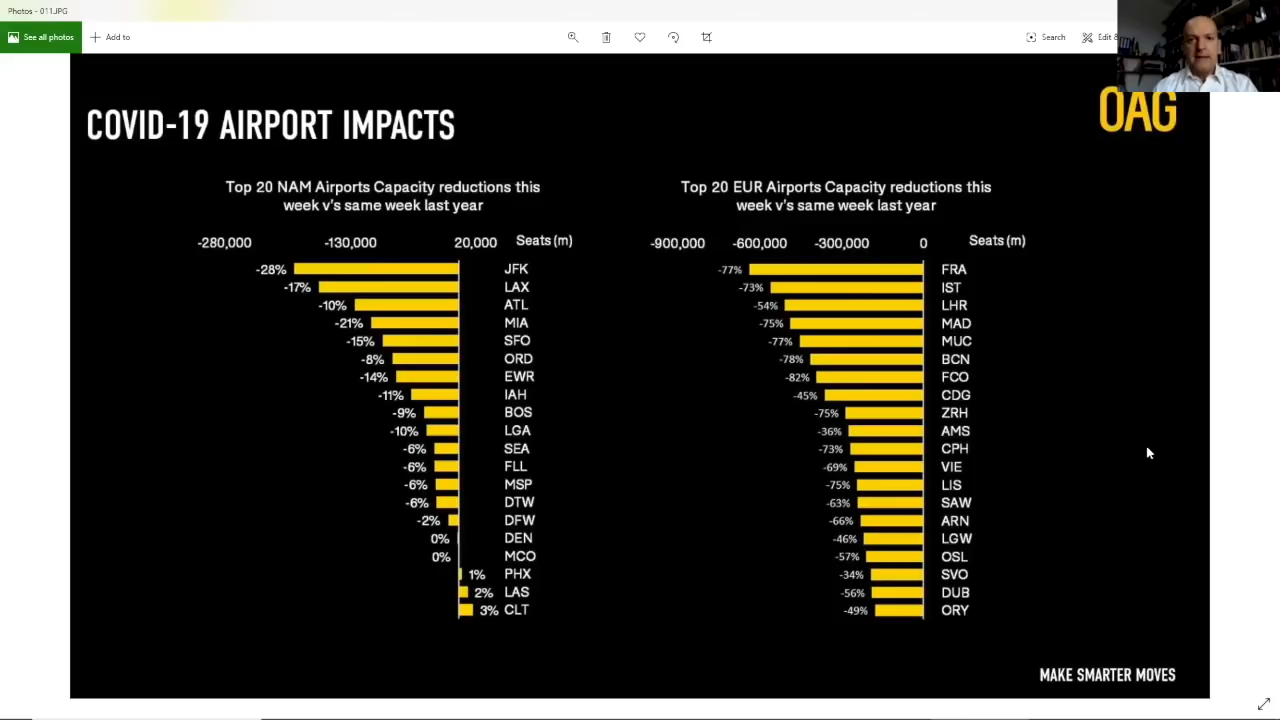 Photos - 011.JPG
See all photos
Add to
Search
Edit &
OAG
COVID-19 AIRPORT IMPACTS
Top 20 NAM Airports Capacity reductions this
week v's same week last year
-280,000 -130,000 20,000 Seats (m)
-28% JFK
-17% LAX
-10% ATL
-21% MIA
-15% SFO
-8% ORD
-14% EWR
-11% IAH
-9% BOS
-10% LGA
-6% SEA
-6% FLL
-6% MSP
-6% DTW
-2% DFW
0% DEN
0% MCO
1% PHX
2% LAS
3% CLT
Top 20 EUR Airports Capacity reductions this
week v's same week last year
-900,000 -600,000 -300,000 0 Seats (m)
-77% FRA
-73% IST
-54% LHR
-75% MAD
-77% MUC
-78% BCN
-82% FCO
-45% CDG
-75% ZRH
-36% AMS
-73% CPH
-69% VIE
-75% LIS
-63% SAW
-66% ARN
-46% LGW
-57% OSL
-34% SVO
-56% DUB
-49% ORY
MAKE SMARTER MOVES